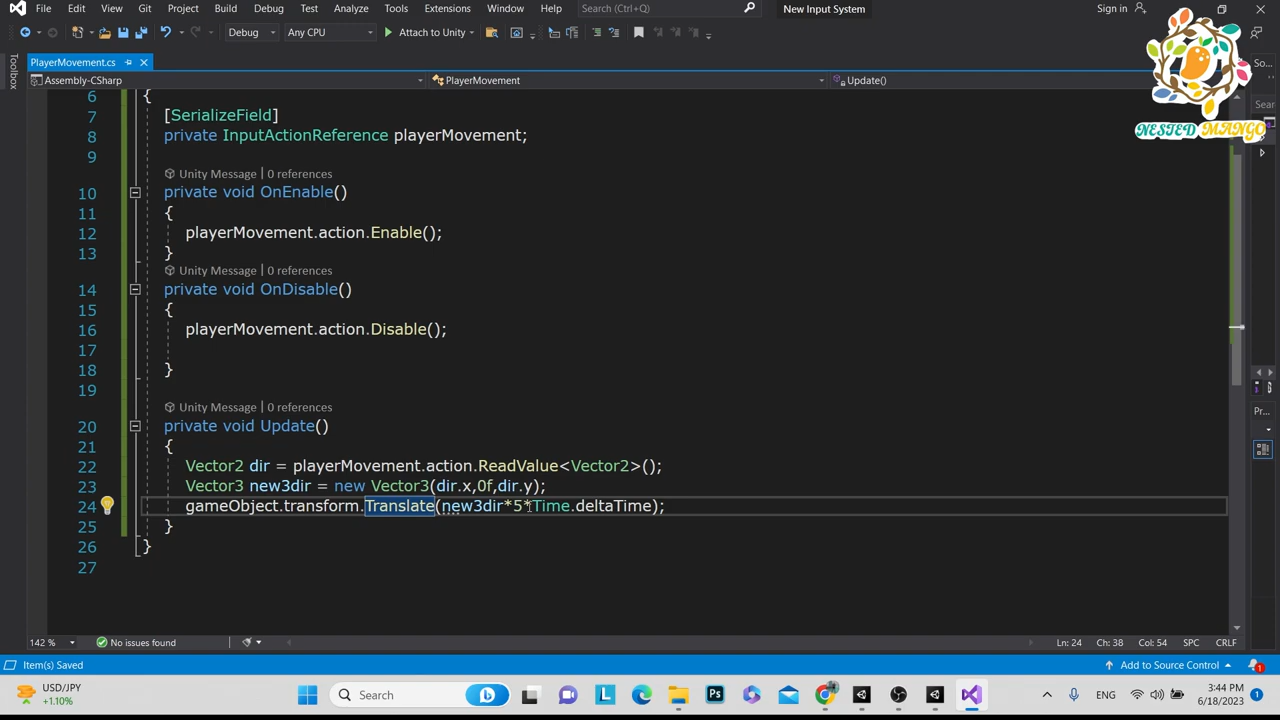 File Edit View Git Project Build Debug Test Analyze Tools Extensions Window Help Search (Ctrl+Q) New Input System Sign in
Debug Any CPU Attach to Unity
NESTED MANGO
PlayerMovement.cs
Toolbox
Assembly-CSharp PlayerMovement Update()
6 {
7 [SerializeField]
8 private InputActionReference playerMovement;
9
Unity Message | 0 references
10 private void OnEnable()
11 {
12 playerMovement.action.Enable();
13 }
Unity Message | 0 references
14 private void OnDisable()
15 {
16 playerMovement.action.Disable();
17
18 }
19
Unity Message | 0 references
20 private void Update()
21 {
22 Vector2 dir = playerMovement.action.ReadValue<Vector2>();
23 Vector3 new3dir = new Vector3(dir.x,0f,dir.y);
24 gameObject.transform.Translate(new3dir*5*Time.deltaTime);
25 }
26 }
27
So...
Sear
Pr...
142 % No issues found Ln: 24 Ch: 38 Col: 54 SPC CRLF
Item(s) Saved Add to Source Control 1
USD/JPY
+1.10%
Search
ENG
3:44 PM
6/18/2023